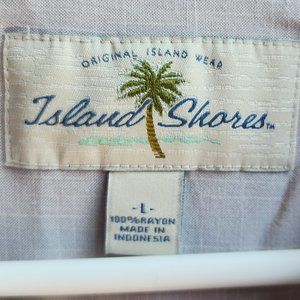 ORIGINAL ISLAND WEAR
Island Shores™
-L-
100% RAYON
MADE IN
INDONESIA